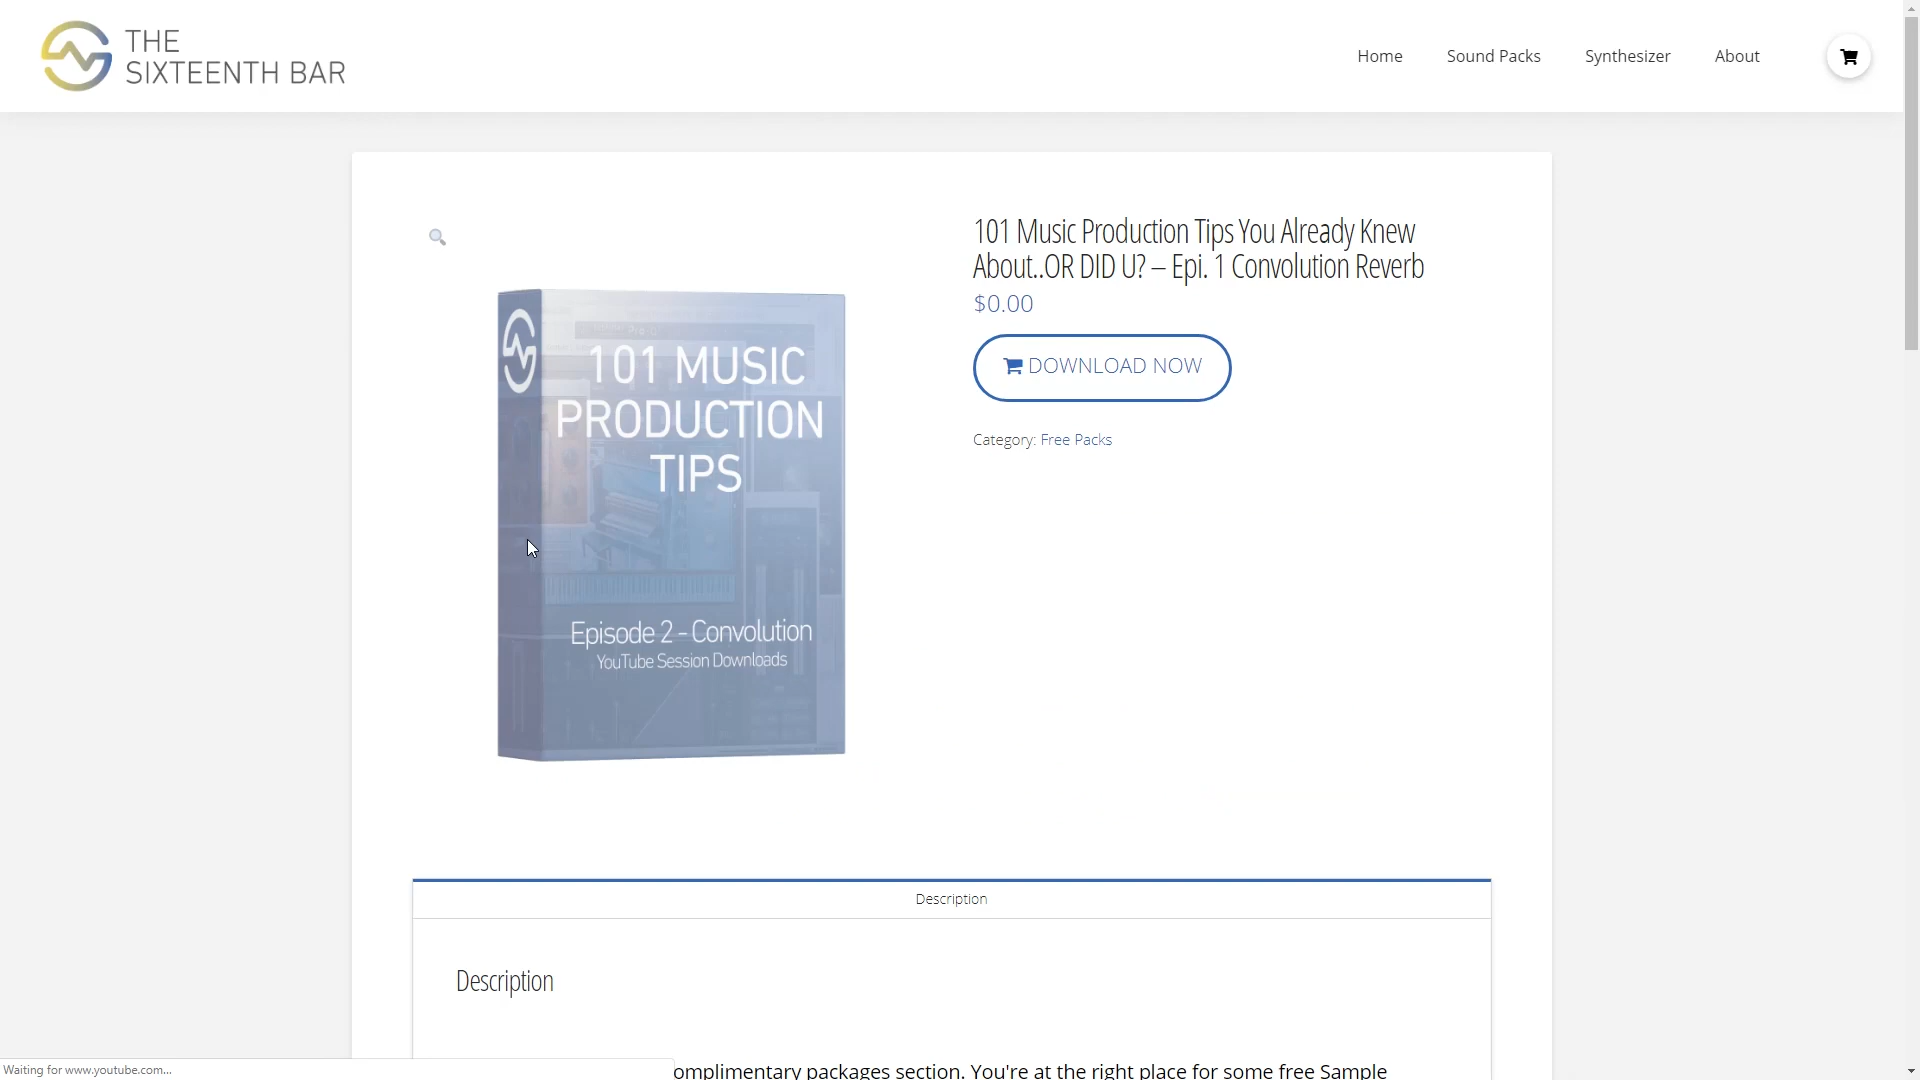 THE
SIXTEENTH BAR
Home
Sound Packs
Synthesizer
About
101 Music Production Tips You Already Knew
About..OR DID U? – Epi. 1 Convolution Reverb
$0.00
DOWNLOAD NOW
Category: Free Packs
101 MUSIC
PRODUCTION
TIPS
Episode 2 - Convolution
YouTube Session Downloads
Description
Description
omplimentary packages section. You're at the right place for some free Sample
Waiting for www.youtube.com...